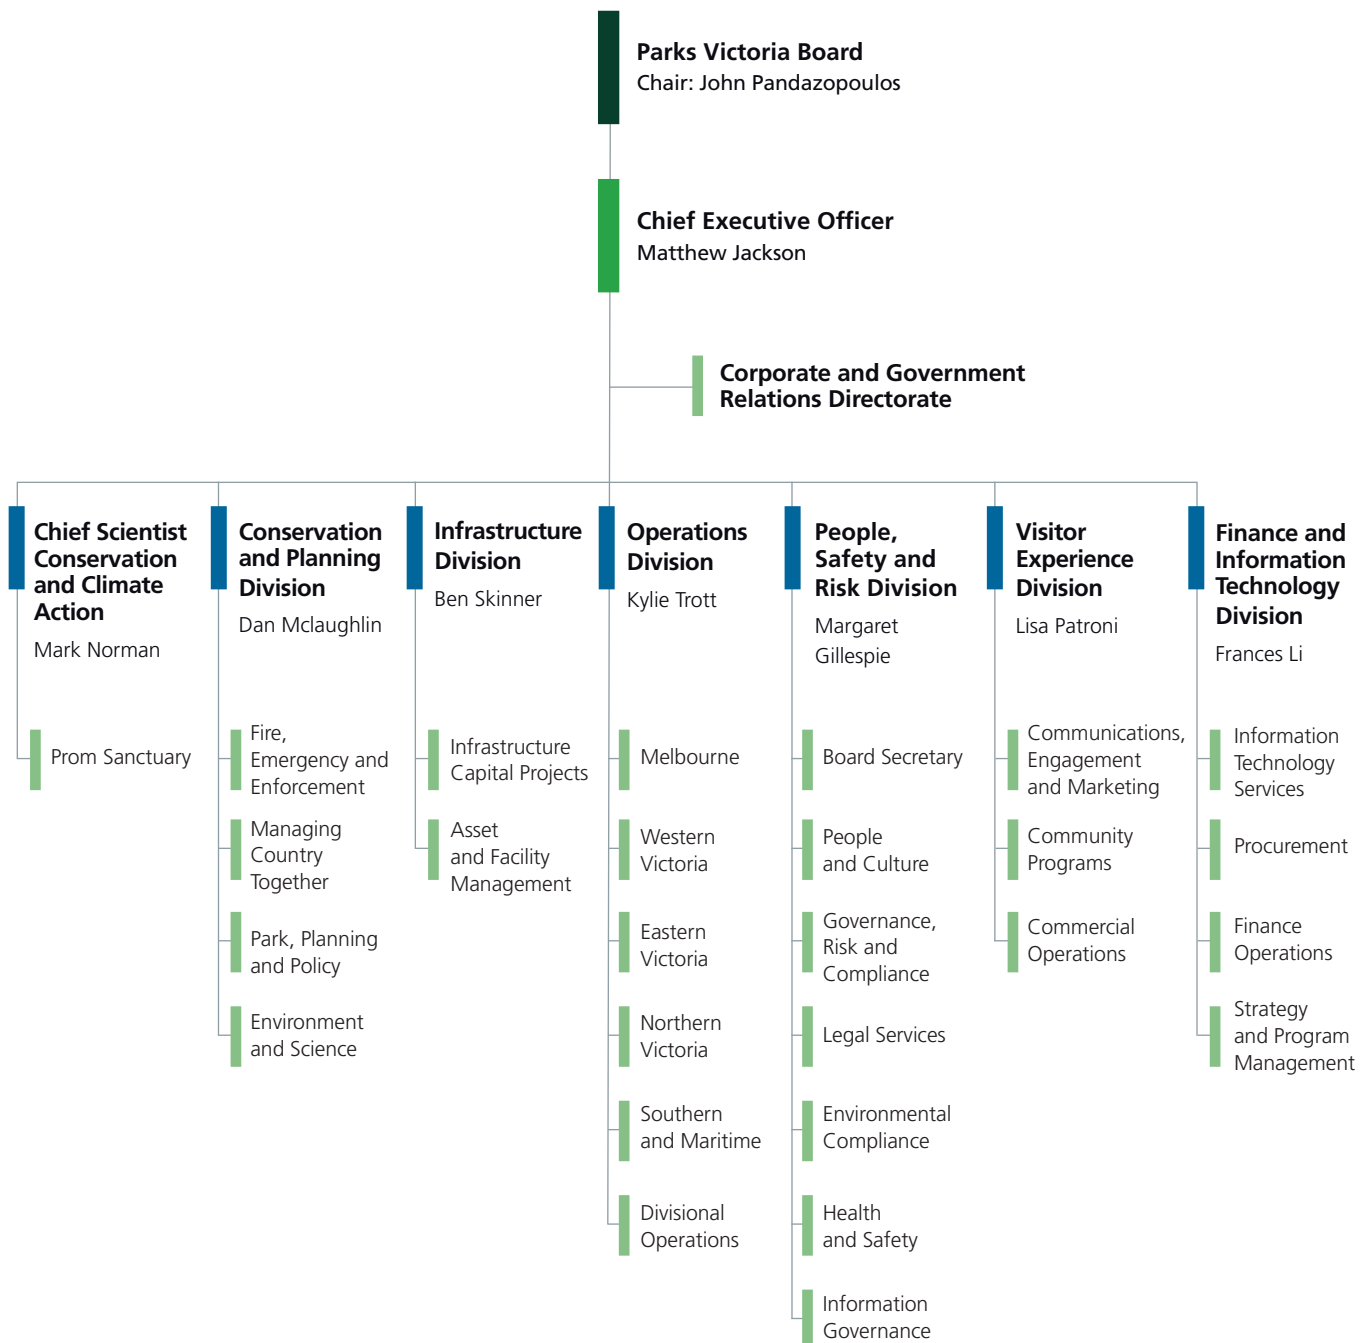 Parks Victoria Board
Chair: John Pandazopoulos
Chief Executive Officer
Matthew Jackson
Corporate and Government
Relations Directorate
Chief Scientist
Conservation
and Climate
Action
Mark Norman
Prom Sanctuary
Conservation
and Planning
Division
Dan Mclaughlin
Fire,
Emergency and
Enforcement
Managing
Country
Together
Park, Planning
and Policy
Environment
and Science
Infrastructure
Division
Ben Skinner
Infrastructure
Capital Projects
Asset
and Facility
Management
Operations
Division
Kylie Trott
Melbourne
Western
Victoria
Eastern
Victoria
Northern
Victoria
Southern
and Maritime
Divisional
Operations
People,
Safety and
Risk Division
Margaret
Gillespie
Board Secretary
People
and Culture
Governance,
Risk and
Compliance
Legal Services
Environmental
Compliance
Health
and Safety
Information
Governance
Visitor
Experience
Division
Lisa Patroni
Communications,
Engagement
and Marketing
Community
Programs
Commercial
Operations
Finance and
Information
Technology
Division
Frances Li
Information
Technology
Services
Procurement
Finance
Operations
Strategy
and Program
Management